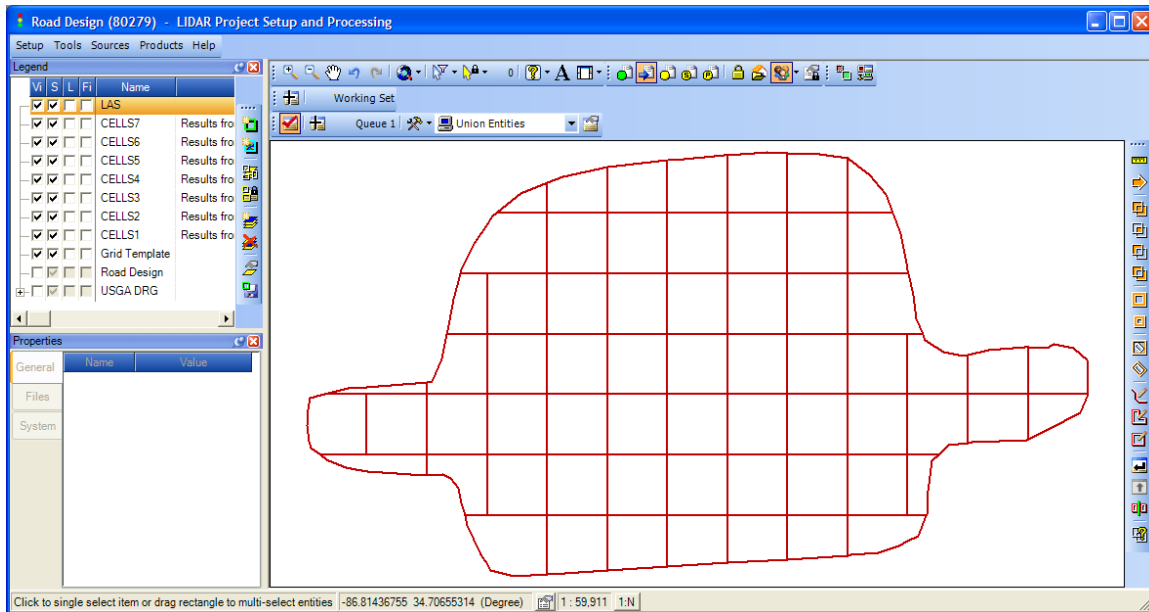 Road Design (80279) - LIDAR Project Setup and Processing
Setup Tools Sources Products Help
Legend
Vi S L Fi Name
LAS
CELLS7 Results fro
CELLS6 Results fro
CELLS5 Results fro
CELLS4 Results fro
CELLS3 Results fro
CELLS2 Results fro
CELLS1 Results fro
Grid Template
Road Design
USGA DRG
0
Working Set
Queue 1 Union Entities
Properties
General
Files
System
Name Value
Click to single select item or drag rectangle to multi-select entities -86.81436755 34.70655314 (Degree) 1 : 59,911 1:N